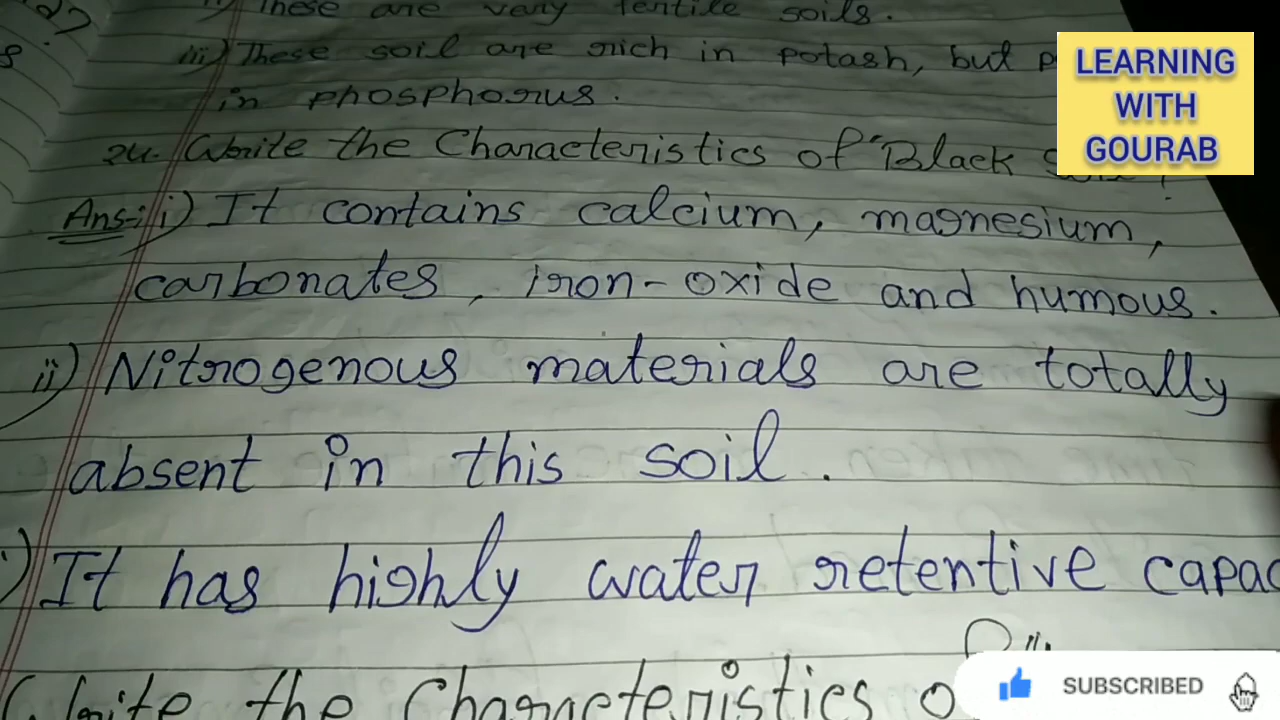 ii) These are very fertile soils.
iii) These soil are rich in potash, but
in phosphorus.
24. Write the Characteristics of "Black
Ans:- i) It contains calcium, magnesium,
carbonates, iron-oxide and humous.
ii) Nitrogenous materials are totally
absent in this soil.
It has highly water retentive capac
Write the Characteristics o
LEARNING
WITH
GOURAB
SUBSCRIBED